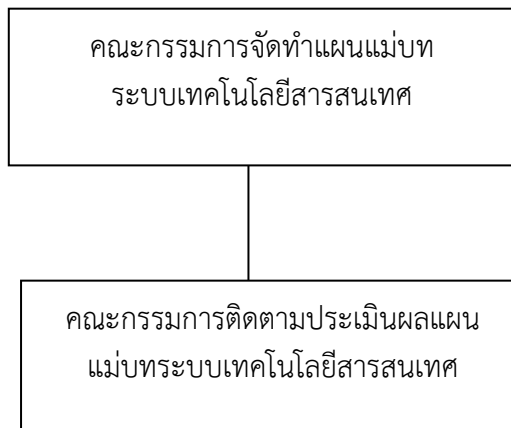 คณะกรรมการจัดทำแผนแม่บท
ระบบเทคโนโลยีสารสนเทศ
คณะกรรมการติดตามประเมินผลแผน
แม่บทระบบเทคโนโลยีสารสนเทศ